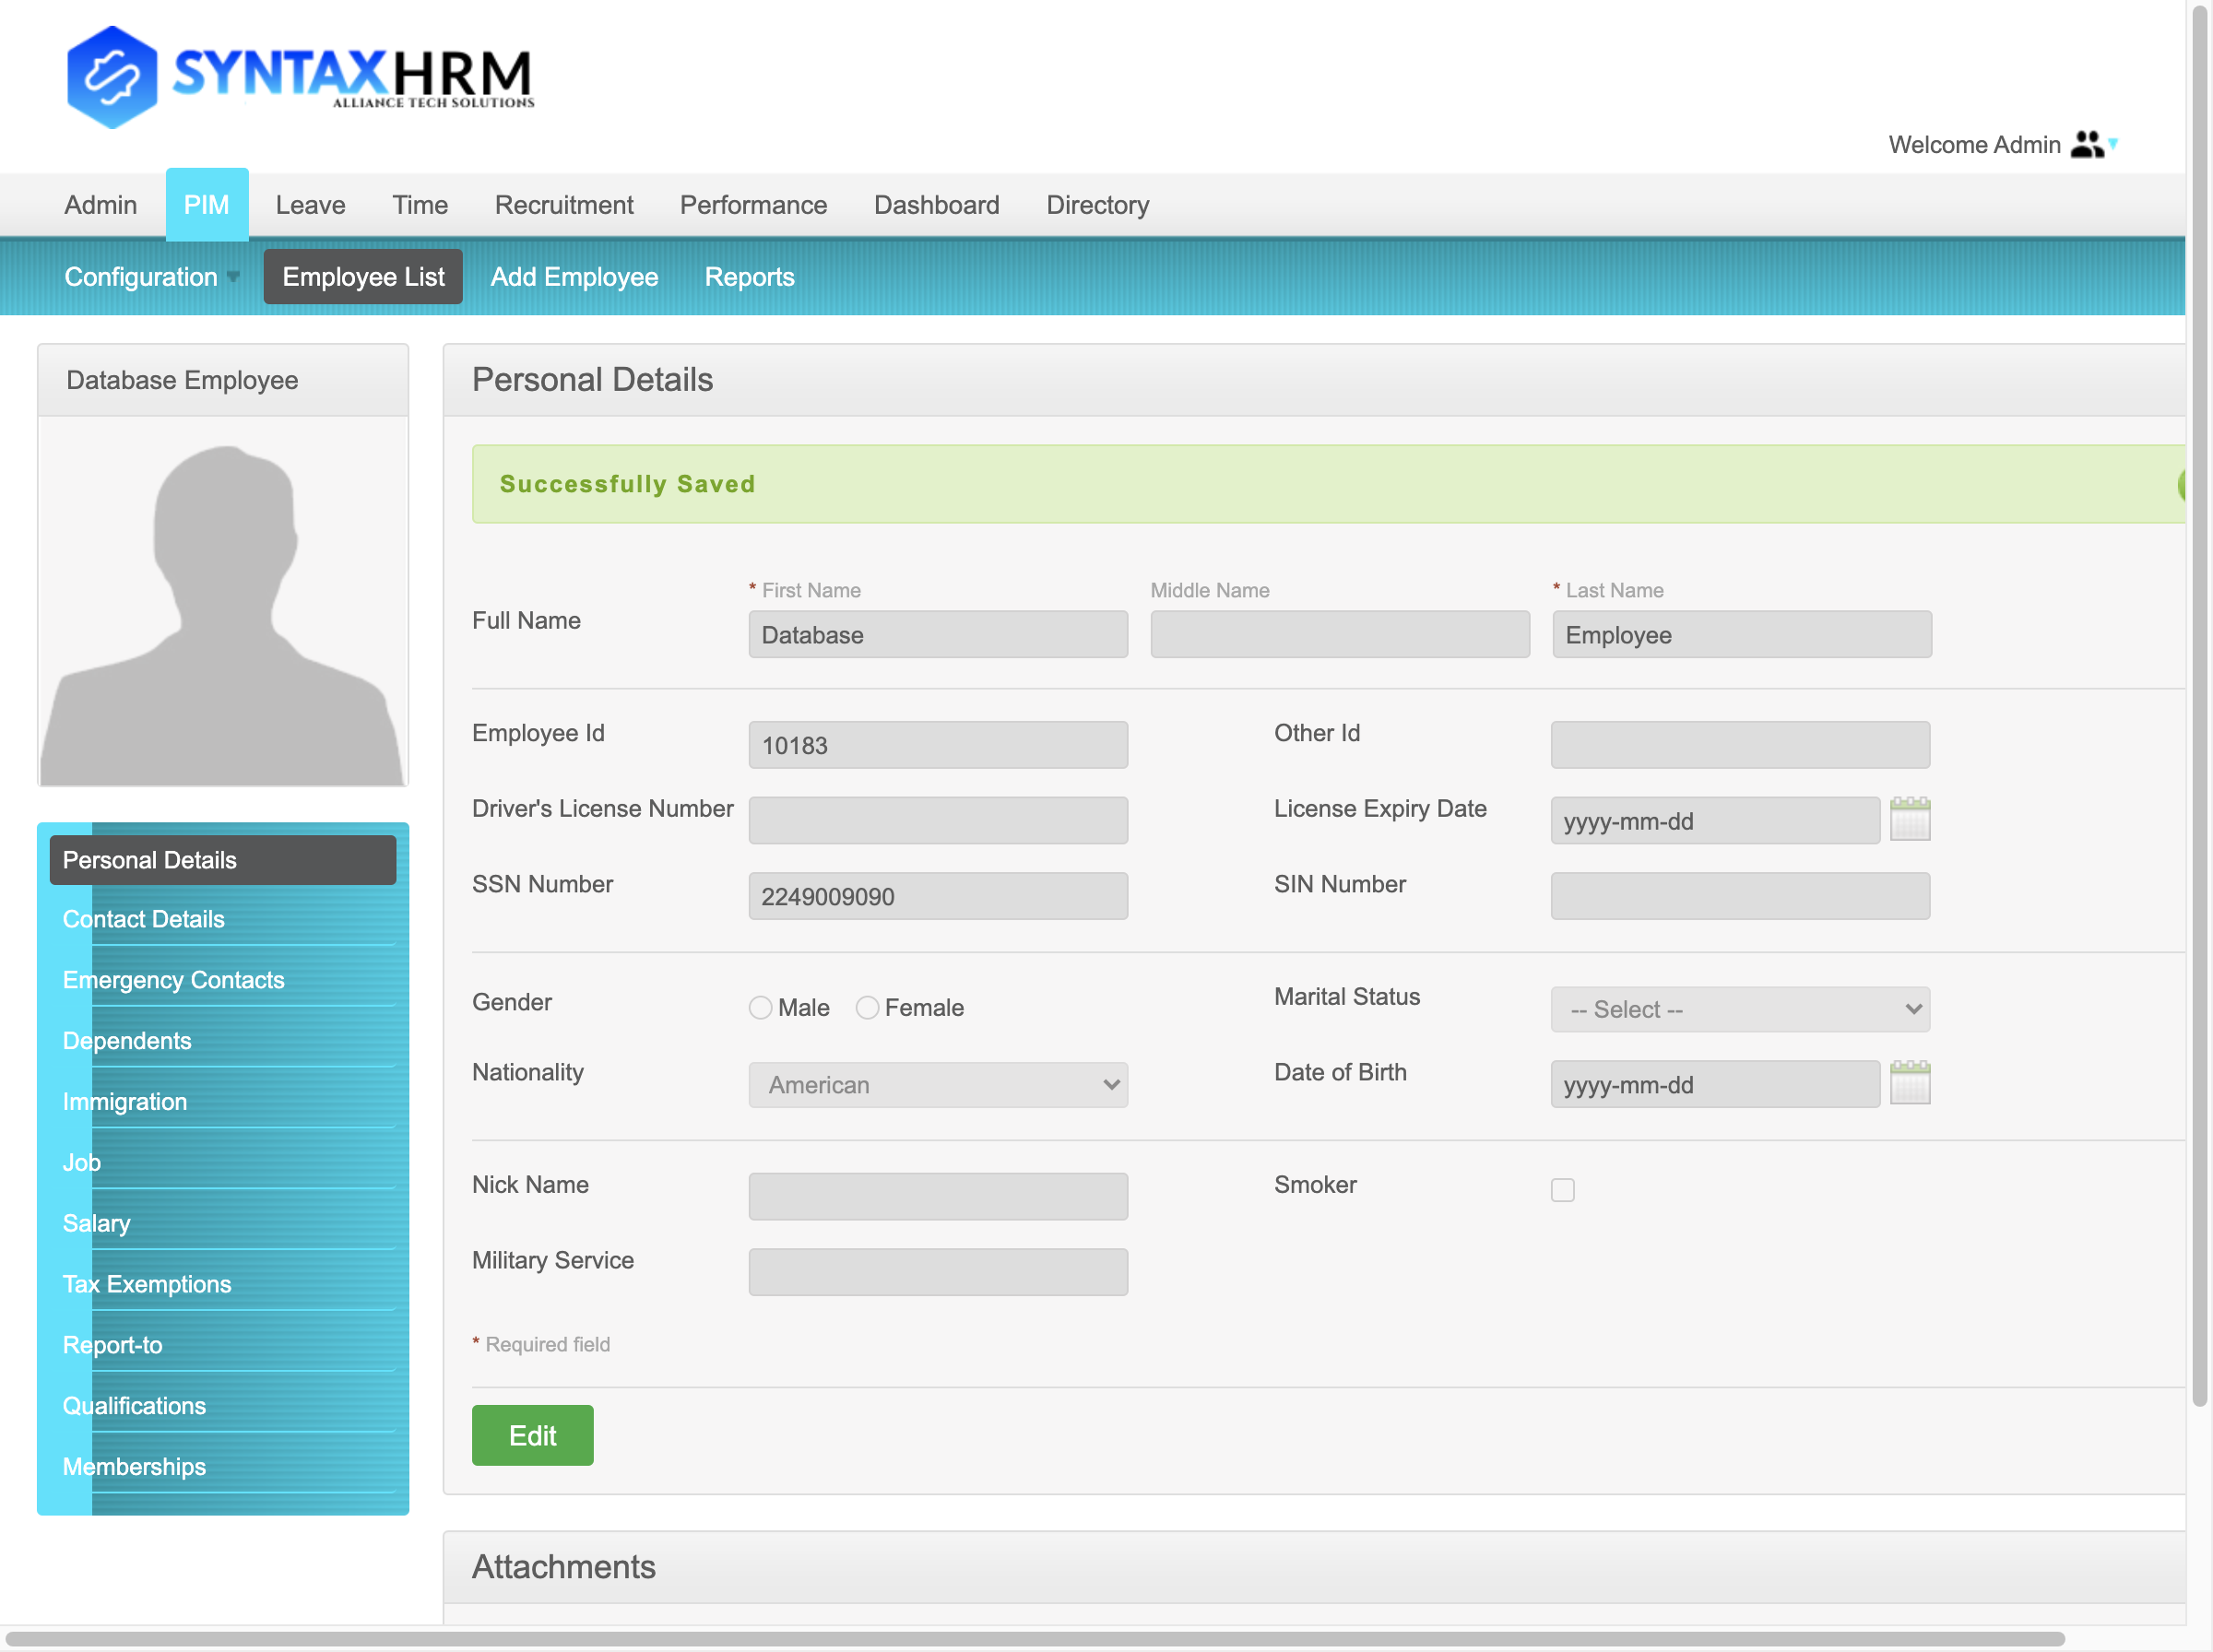 SYNTAXHRM
ALLIANCE TECH SOLUTIONS
Welcome Admin
Admin PIM Leave Time Recruitment Performance Dashboard Directory
Configuration Employee List Add Employee Reports
Database Employee
Personal Details
Contact Details
Emergency Contacts
Dependents
Immigration
Job
Salary
Tax Exemptions
Report-to
Qualifications
Memberships
Personal Details
Successfully Saved
* First Name Middle Name * Last Name
Full Name Database Employee
Employee Id 10183 Other Id
Driver's License Number License Expiry Date yyyy-mm-dd
SSN Number 2249009090 SIN Number
Gender Male Female Marital Status -- Select --
Nationality American Date of Birth yyyy-mm-dd
Nick Name Smoker
Military Service
* Required field
Edit
Attachments